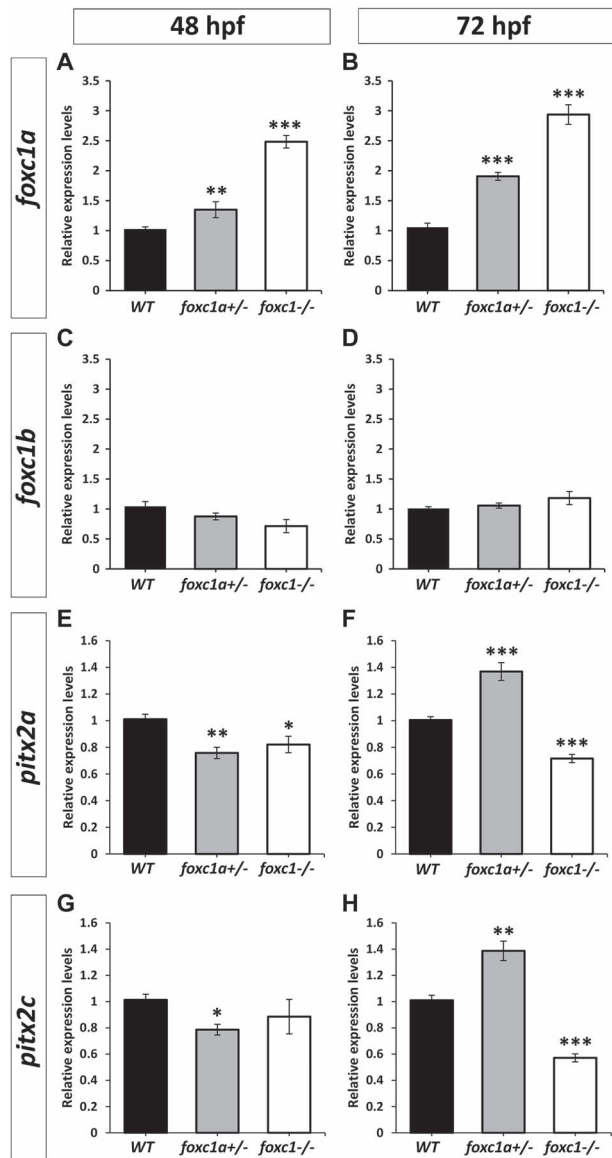 48 hpf
72 hpf
foxc1a
A
Relative expression levels
3.5
3
2.5
2
1.5
1
0.5
0
**
***
WT
foxc1a+/-
foxc1-/-
B
Relative expression levels
3.5
3
2.5
2
1.5
1
0.5
0
***
***
WT
foxc1a+/-
foxc1-/-
foxc1b
C
Relative expression levels
3.5
3
2.5
2
1.5
1
0.5
0
WT
foxc1a+/-
foxc1-/-
D
Relative expression levels
3.5
3
2.5
2
1.5
1
0.5
0
WT
foxc1a+/-
foxc1-/-
pitx2a
E
Relative expression levels
1.6
1.4
1.2
1
0.8
0.6
0.4
0.2
0
**
*
WT
foxc1a+/-
foxc1-/-
F
Relative expression levels
1.6
1.4
1.2
1
0.8
0.6
0.4
0.2
0
***
***
WT
foxc1a+/-
foxc1-/-
pitx2c
G
Relative expression levels
1.6
1.4
1.2
1
0.8
0.6
0.4
0.2
0
*
WT
foxc1a+/-
foxc1-/-
H
Relative expression levels
1.6
1.4
1.2
1
0.8
0.6
0.4
0.2
0
**
***
WT
foxc1a+/-
foxc1-/-